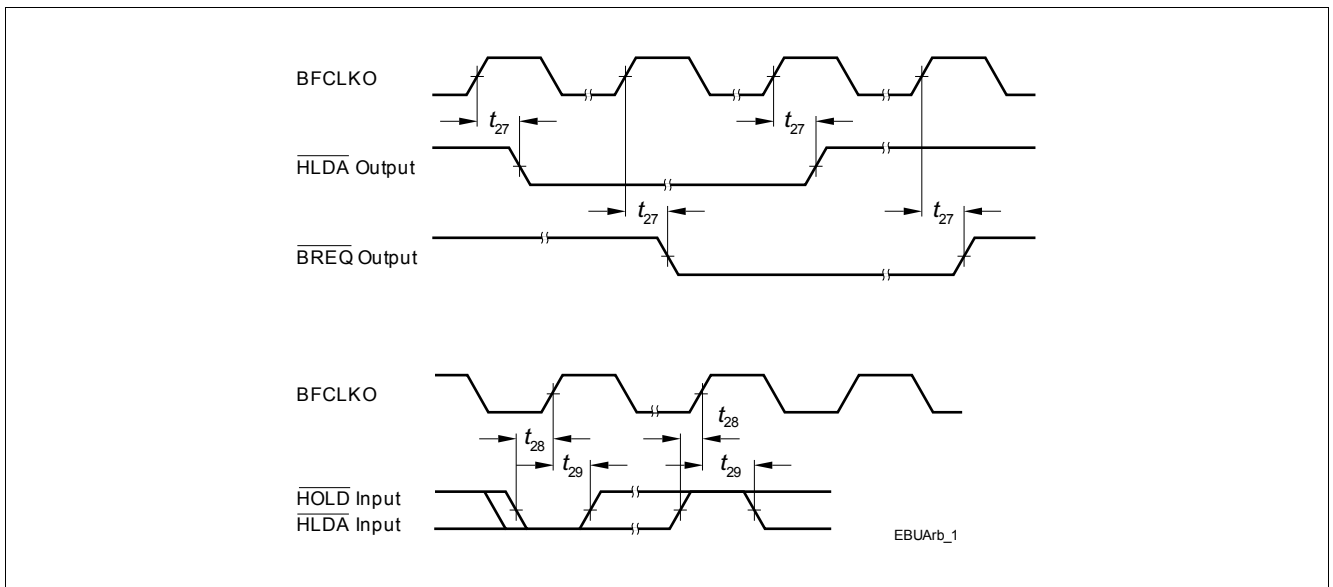 BFCLKO
t27 t27
HLDA Output
t27 t27
BREQ Output
BFCLKO
t28 t28
t29 t29
HOLD Input
HLDA Input
EBUArb_1